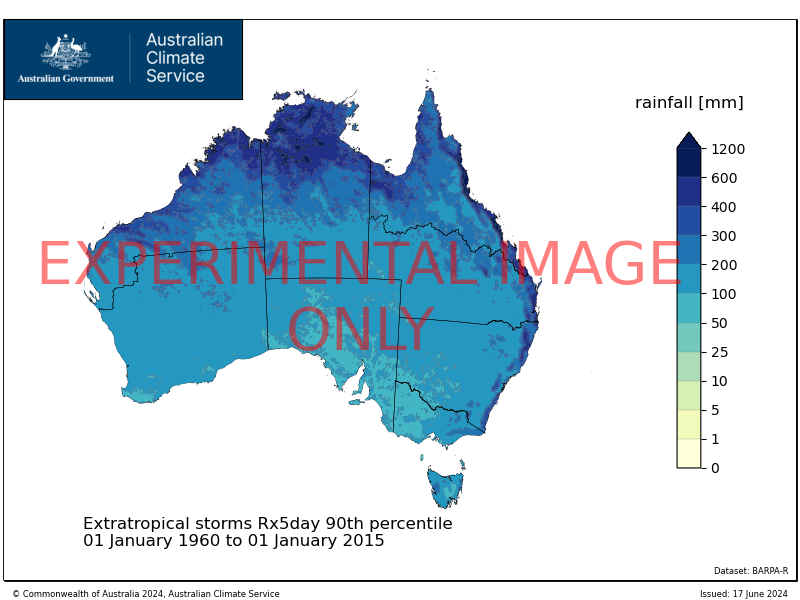 Australian
Climate
Service
Australian Government
rainfall [mm]
1200
600
400
300
200
100
50
25
10
5
1
0
EXPERIMENTAL IMAGE
ONLY
Extratropical storms Rx5day 90th percentile
01 January 1960 to 01 January 2015
Dataset: BARPA-R
© Commonwealth of Australia 2024, Australian Climate Service
Issued: 17 June 2024